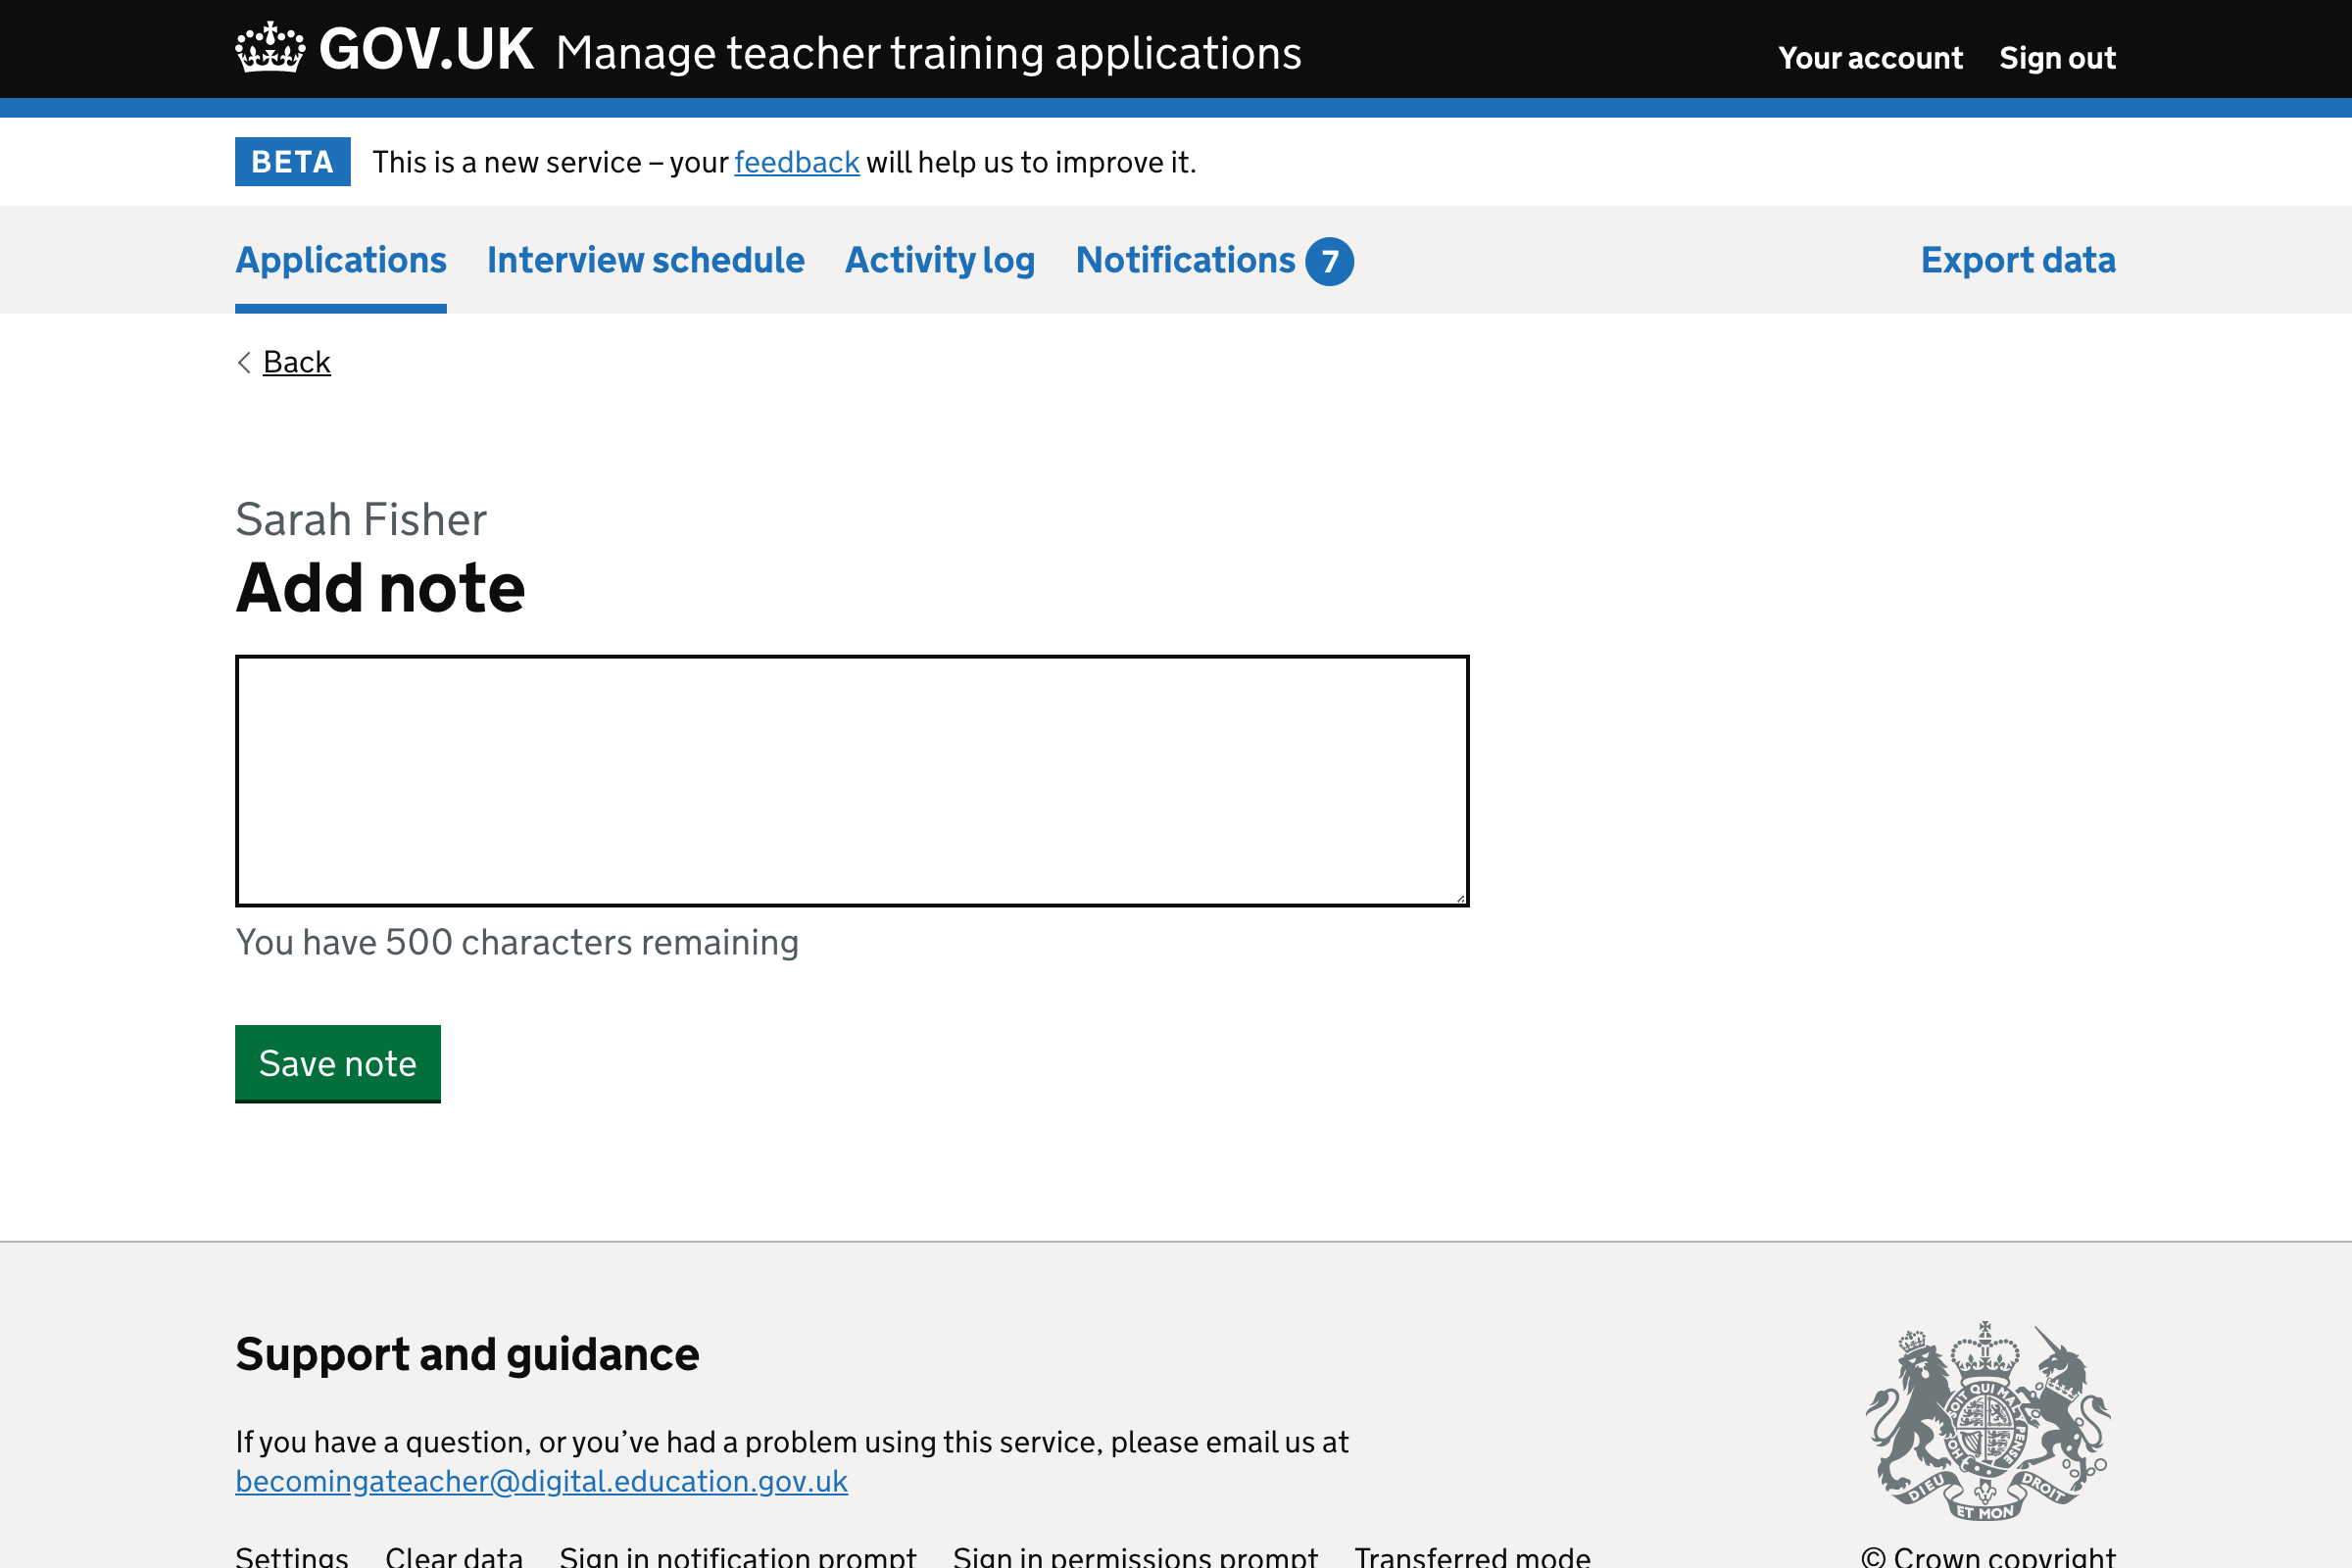 GOV.UK Manage teacher training applications
Your account Sign out
BETA This is a new service – your feedback will help us to improve it.
Applications Interview schedule Activity log Notifications 7 Export data
Back
Sarah Fisher
Add note
You have 500 characters remaining
Save note
Support and guidance
If you have a question, or you’ve had a problem using this service, please email us at
becomingateacher@digital.education.gov.uk
DIEU ET MON DROIT
Settings Clear data Sign in notification prompt Sign in permissions prompt Transferred mode
© Crown copyright